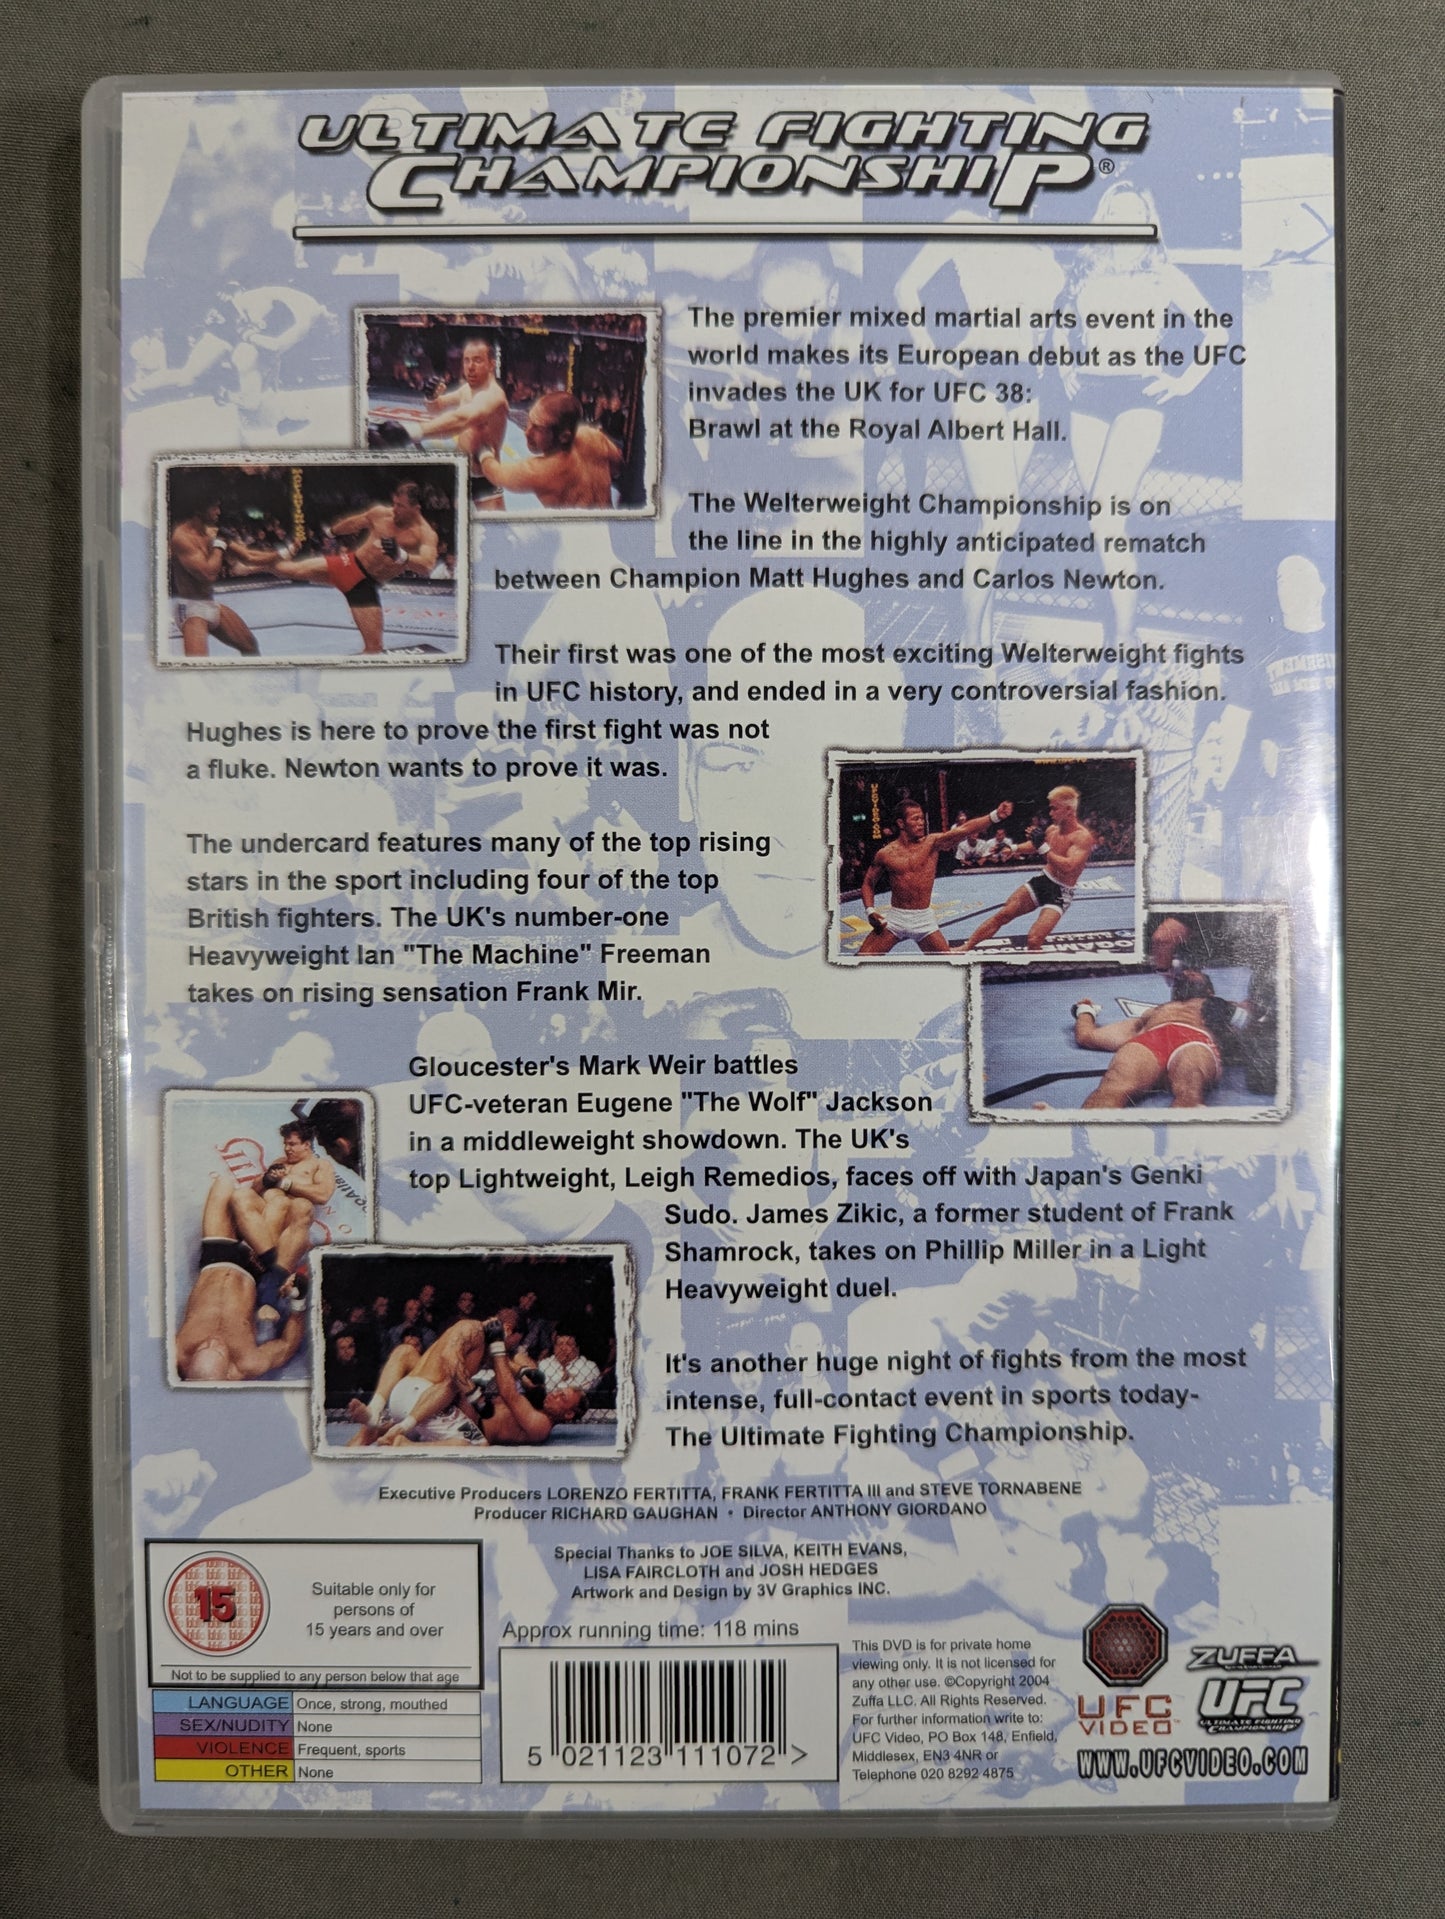 ULTIMATE FIGHTING
CHAMPIONSHIP®
The premier mixed martial arts event in the
world makes its European debut as the UFC
invades the UK for UFC 38:
Brawl at the Royal Albert Hall.
The Welterweight Championship is on
the line in the highly anticipated rematch
between Champion Matt Hughes and Carlos Newton.
Their first was one of the most exciting Welterweight fights
in UFC history, and ended in a very controversial fashion.
Hughes is here to prove the first fight was not
a fluke. Newton wants to prove it was.
The undercard features many of the top rising
stars in the sport including four of the top
British fighters. The UK's number-one
Heavyweight Ian "The Machine" Freeman
takes on rising sensation Frank Mir.
Gloucester's Mark Weir battles
UFC-veteran Eugene "The Wolf" Jackson
in a middleweight showdown. The UK's
top Lightweight, Leigh Remedios, faces off with Japan's Genki
Sudo. James Zikic, a former student of Frank
Shamrock, takes on Phillip Miller in a Light
Heavyweight duel.
It's another huge night of fights from the most
intense, full-contact event in sports today-
The Ultimate Fighting Championship.
Executive Producers LORENZO FERTITTA, FRANK FERTITTA III and STEVE TORNABENE
Producer RICHARD GAUGHAN • Director ANTHONY GIORDANO
Special Thanks to JOE SILVA, KEITH EVANS,
LISA FAIRCLOTH and JOSH HEDGES
Artwork and Design by 3V Graphics INC.
15
Suitable only for
persons of
15 years and over
Not to be supplied to any person below that age
LANGUAGE Once, strong, mouthed
SEX/NUDITY None
VIOLENCE Frequent, sports
OTHER None
Approx running time: 118 mins
5 021123 111072 >
This DVD is for private home
viewing only. It is not licensed for
any other use. ©Copyright 2004
Zuffa LLC. All Rights Reserved.
For further information write to:
UFC Video, PO Box 148, Enfield,
Middlesex, EN3 4NR or
Telephone 020 8292 4875
UFC
VIDEO™
ZUFFA
UFC
ULTIMATE FIGHTING
CHAMPIONSHIP
WWW.UFCVIDEO.COM